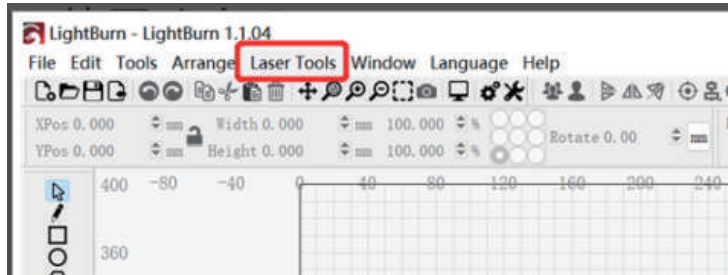 LightBurn - LightBurn 1.1.04
File Edit Tools Arrange Laser Tools Window Language Help
XPos 0.000 mm Width 0.000 mm 100.000 % Rotate 0.00 mm
YPos 0.000 mm Height 0.000 mm 100.000 %
400 -80 -40 0 40 80 120 160 200 240
360